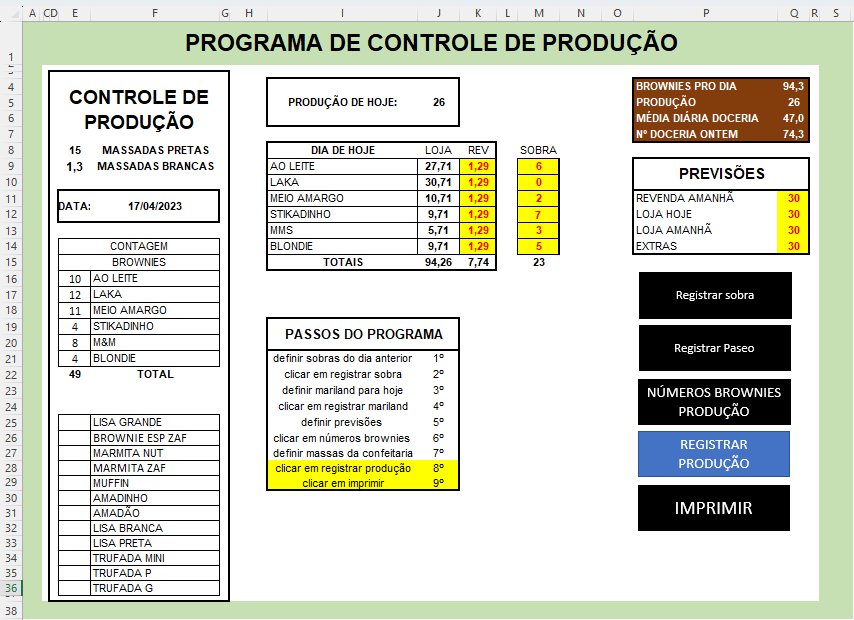 A CD E F G H I J K L M N O P Q R S
1 PROGRAMA DE CONTROLE DE PRODUÇÃO
CONTROLE DE
PRODUÇÃO
15 MASSADAS PRETAS
1,3 MASSADAS BRANCAS
DATA: 17/04/2023
CONTAGEM
BROWNIES
10 AO LEITE
12 LAKA
11 MEIO AMARGO
4 STIKADINHO
8 M&M
4 BLONDIE
49 TOTAL
LISA GRANDE
BROWNIE ESP ZAF
MARMITA NUT
MARMITA ZAF
MUFFIN
AMADINHO
AMADÃO
LISA BRANCA
LISA PRETA
TRUFADA MINI
TRUFADA P
TRUFADA G
PRODUÇÃO DE HOJE: 26
DIA DE HOJE LOJA REV SOBRA
AO LEITE 27,71 1,29 6
LAKA 30,71 1,29 0
MEIO AMARGO 10,71 1,29 2
STIKADINHO 9,71 1,29 7
MMS 5,71 1,29 3
BLONDIE 9,71 1,29 5
TOTAIS 94,26 7,74 23
PASSOS DO PROGRAMA
definir sobras do dia anterior 1º
clicar em registrar sobra 2º
definir mariland para hoje 3º
clicar em registrar mariland 4º
definir previsões 5º
clicar em números brownies 6º
definir massas da confeitaria 7º
clicar em registrar produção 8º
clicar em imprimir 9º
BROWNIES PRO DIA 94,3
PRODUÇÃO 26
MÉDIA DIÁRIA DOCERIA 47,0
Nº DOCERIA ONTEM 74,3
PREVISÕES
REVENDA AMANHÃ 30
LOJA HOJE 30
LOJA AMANHÃ 30
EXTRAS 30
Registrar sobra
Registrar Paseo
NÚMEROS BROWNIES
PRODUÇÃO
REGISTRAR
PRODUÇÃO
IMPRIMIR
4
5
6
7
8
9
10
11
12
13
14
15
16
17
18
19
20
21
22
23
24
25
26
27
28
29
30
31
32
33
34
35
36
38